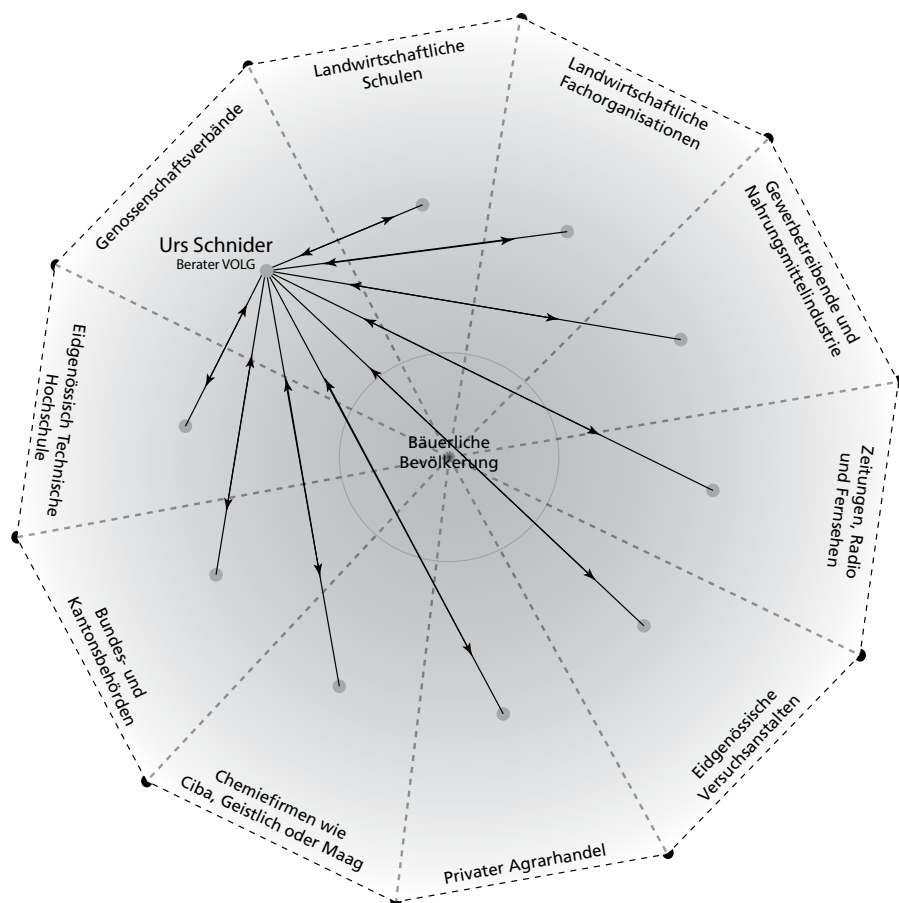 Landwirtschaftliche
Schulen
Landwirtschaftliche
Fachorganisationen
Genossenschaftsverbände
Gewerbetreibende und
Nahrungsmittelindustrie
Urs Schnider
Berater VOLG
Eidgenössisch Technische
Hochschule
Bäuerliche
Bevölkerung
Zeitungen, Radio
und Fernsehen
Bundes- und
Kantonsbehörden
Eidgenössische
Versuchsanstalten
Chemiefirmen wie
Ciba, Geistlich oder Maag
Privater Agrarhandel